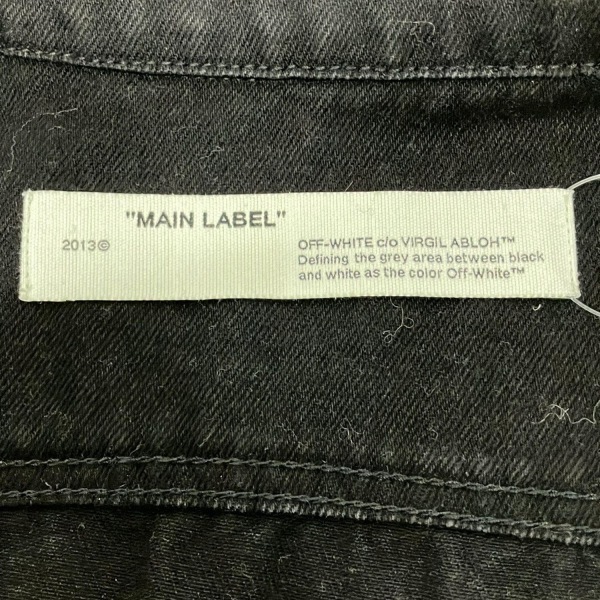 "MAIN LABEL"
2013©
OFF-WHITE c/o VIRGIL ABLOH™
Defining the grey area between black
and white as the color Off-White™